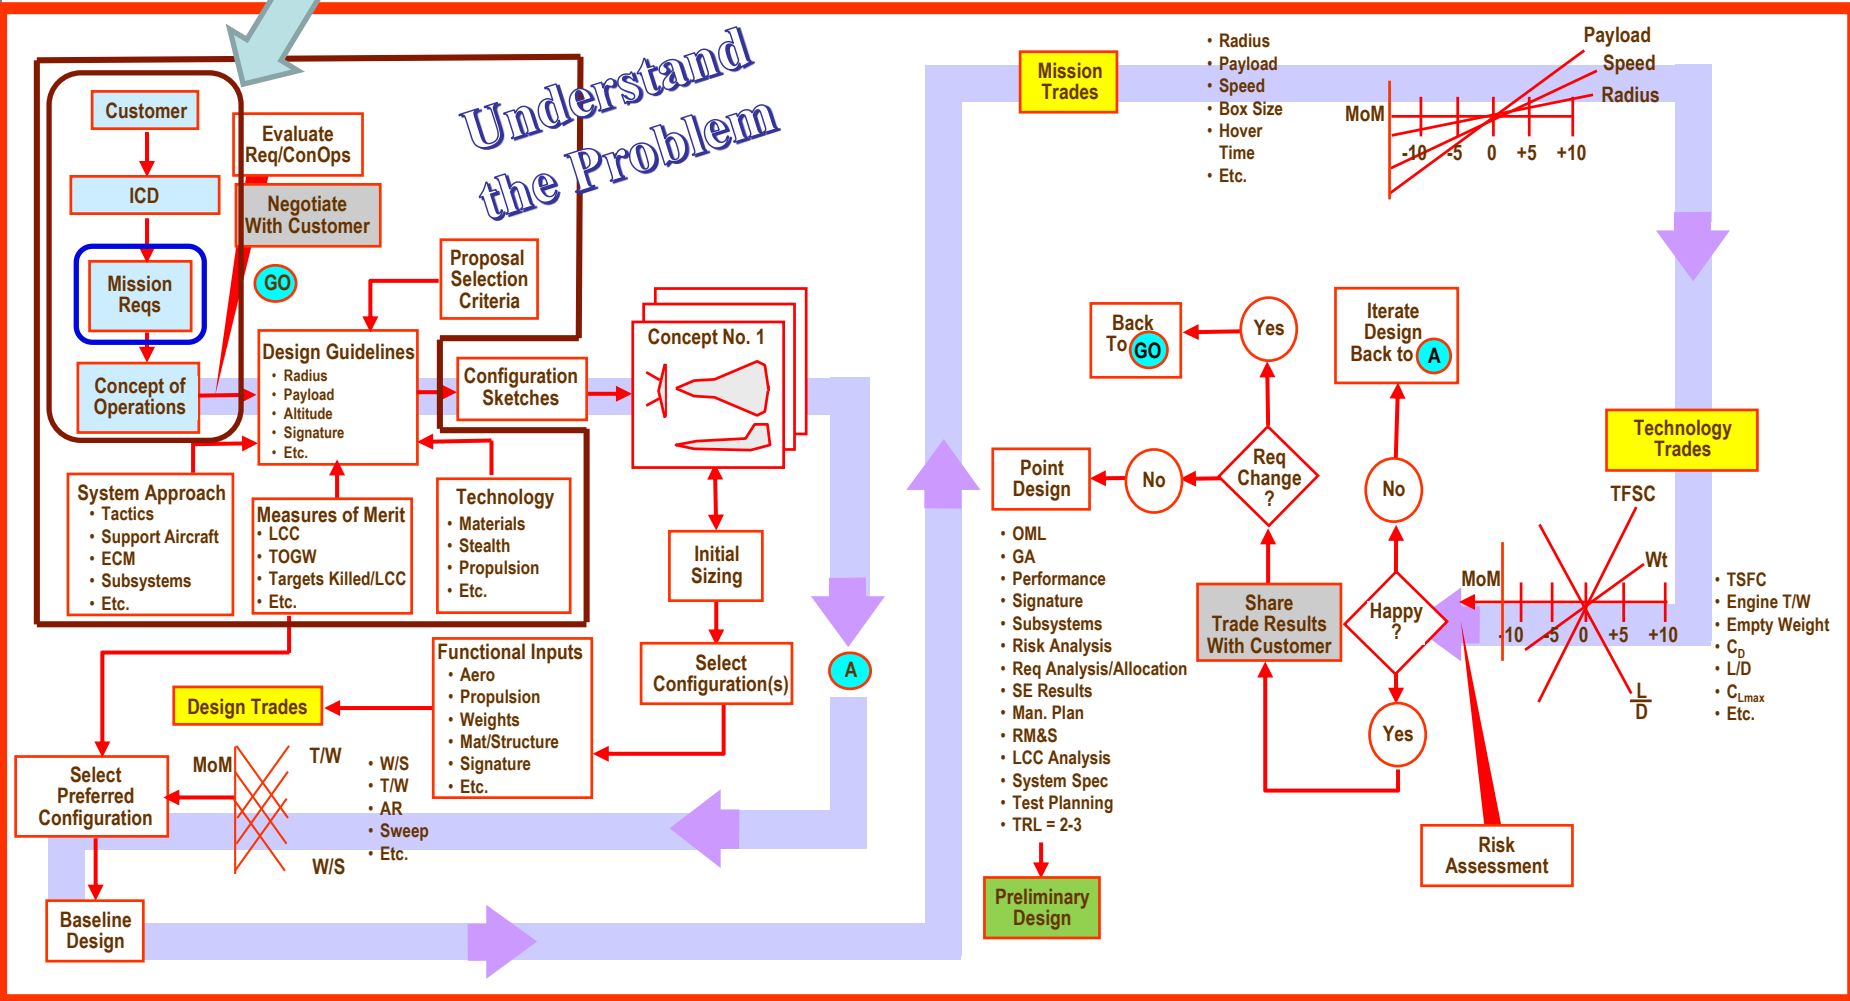 Understand
the Problem
Customer
ICD
Mission
Reqs
Concept of
Operations
Evaluate
Req/ConOps
Negotiate
With Customer
GO
Proposal
Selection
Criteria
Design Guidelines
• Radius
• Payload
• Altitude
• Signature
• Etc.
Configuration
Sketches
Concept No. 1
System Approach
• Tactics
• Support Aircraft
• ECM
• Subsystems
• Etc.
Measures of Merit
• LCC
• TOGW
• Targets Killed/LCC
• Etc.
Technology
• Materials
• Stealth
• Propulsion
• Etc.
Initial
Sizing
Select
Configuration(s)
A
Functional Inputs
• Aero
• Propulsion
• Weights
• Mat/Structure
• Signature
• Etc.
Design Trades
MoM
T/W
W/S
• W/S
• T/W
• AR
• Sweep
• Etc.
Select
Preferred
Configuration
Baseline
Design
Mission
Trades
• Radius
• Payload
• Speed
• Box Size
• Hover
Time
• Etc.
Payload
Speed
Radius
MoM
-10 -5 0 +5 +10
Technology
Trades
TFSC
Wt
MoM
-10 -5 0 +5 +10
L
D
• TSFC
• Engine T/W
• Empty Weight
• CD
• L/D
• CLmax
• Etc.
Risk
Assessment
Happy
?
No
Iterate
Design
Back to A
Yes
Share
Trade Results
With Customer
Req
Change
?
Yes
Back
To GO
No
Point
Design
• OML
• GA
• Performance
• Signature
• Subsystems
• Risk Analysis
• Req Analysis/Allocation
• SE Results
• Man. Plan
• RM&S
• LCC Analysis
• System Spec
• Test Planning
• TRL = 2-3
Preliminary
Design